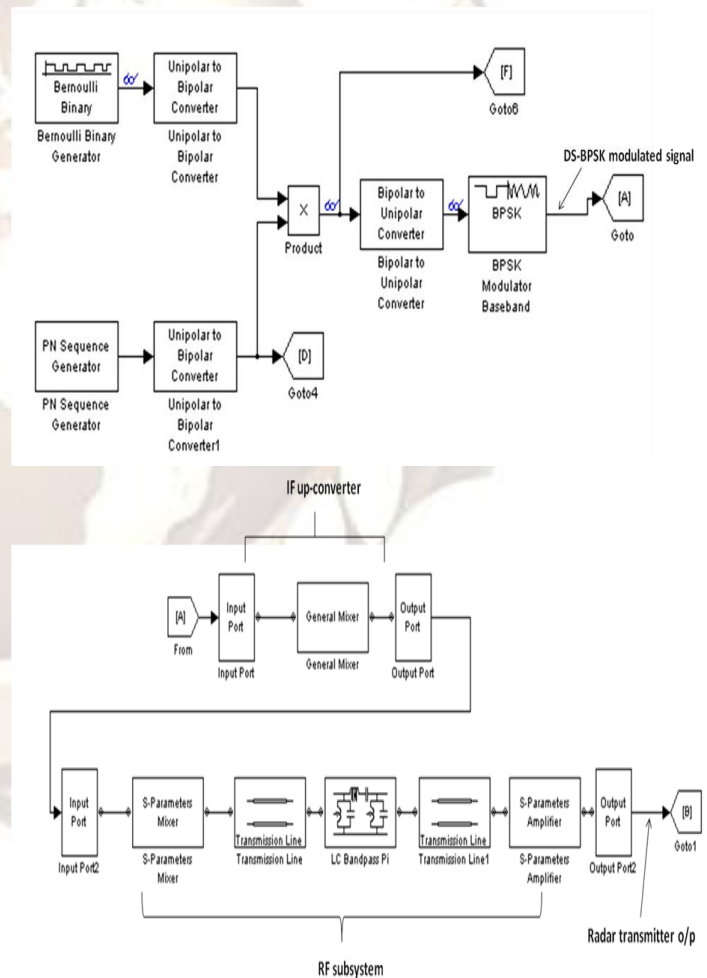 [F]
Goto6
Bernoulli
Binary
Bernoulli Binary
Generator
Unipolar to
Bipolar
Converter
Unipolar to
Bipolar
Converter
DS-BPSK modulated signal
X
Product
Bipolar to
Unipolar
Converter
Bipolar to
Unipolar
Converter
BPSK
BPSK
Modulator
Baseband
[A]
Goto
PN Sequence
Generator
PN Sequence
Generator
Unipolar to
Bipolar
Converter
Unipolar to
Bipolar
Converter1
[D]
Goto4
IF up-converter
[A]
From
Input
Port
Input Port
General Mixer
General Mixer
Output
Port
Output Port
Input
Port
Input Port2
S-Parameters
Mixer
S-Parameters
Mixer
Transmission Line
Transmission Line
LC Bandpass Pi
Transmission Line
Transmission Line1
S-Parameters
Amplifier
S-Parameters
Amplifier
Output
Port
Output Port2
[B]
Goto1
Radar transmitter o/p
RF subsystem